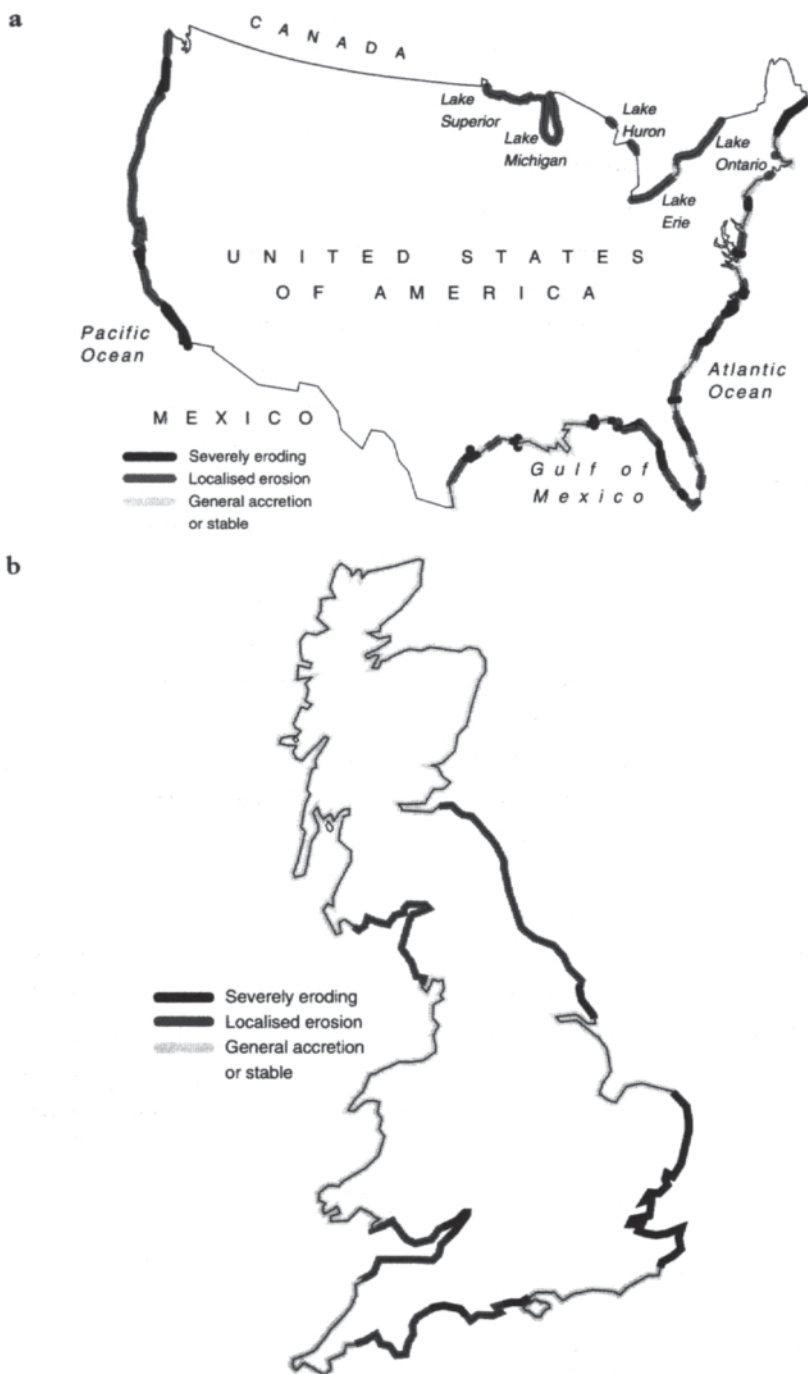 a
C A N A D A
Lake
Superior
Lake
Michigan
Lake
Huron
Lake
Ontario
Lake
Erie
U N I T E D S T A T E S
O F A M E R I C A
Pacific
Ocean
Atlantic
Ocean
M E X I C O
Gulf of
Mexico
Severely eroding
Localised erosion
General accretion
or stable
b
Severely eroding
Localised erosion
General accretion
or stable